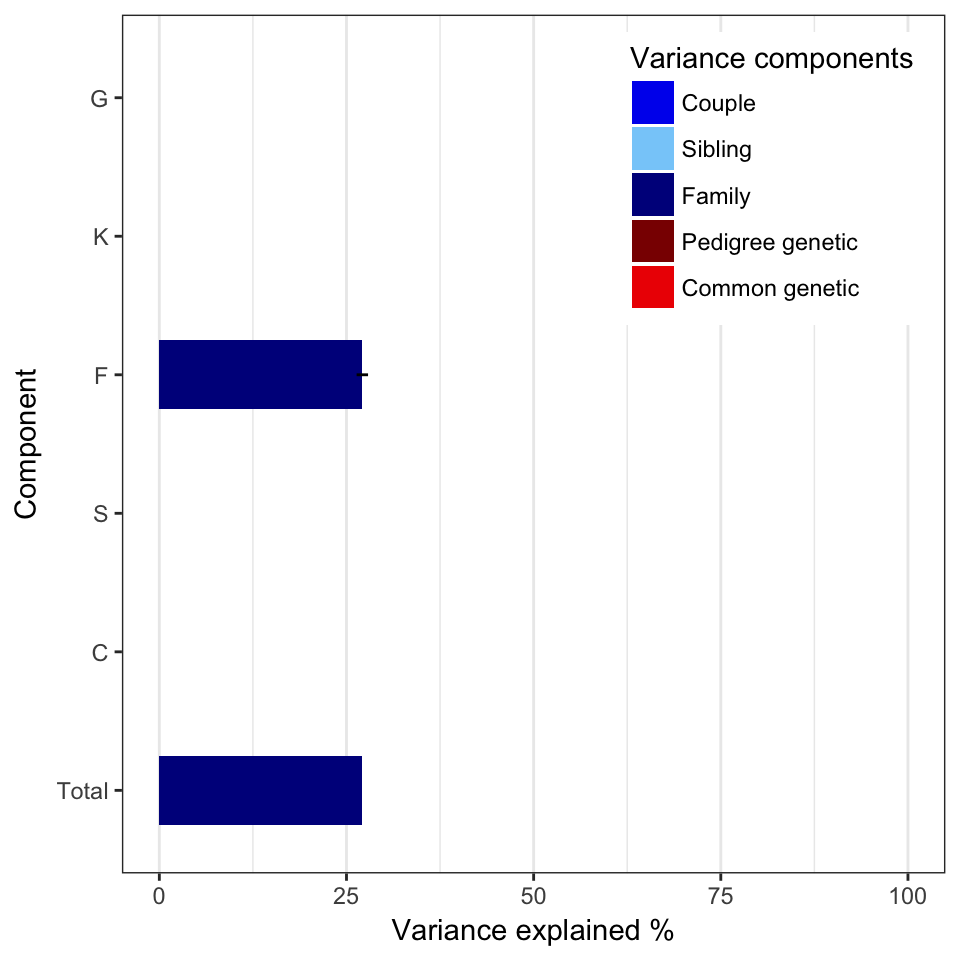 Variance components
Couple
Sibling
Family
Pedigree genetic
Common genetic
Component
G
K
F
S
C
Total
0 25 50 75 100
Variance explained %